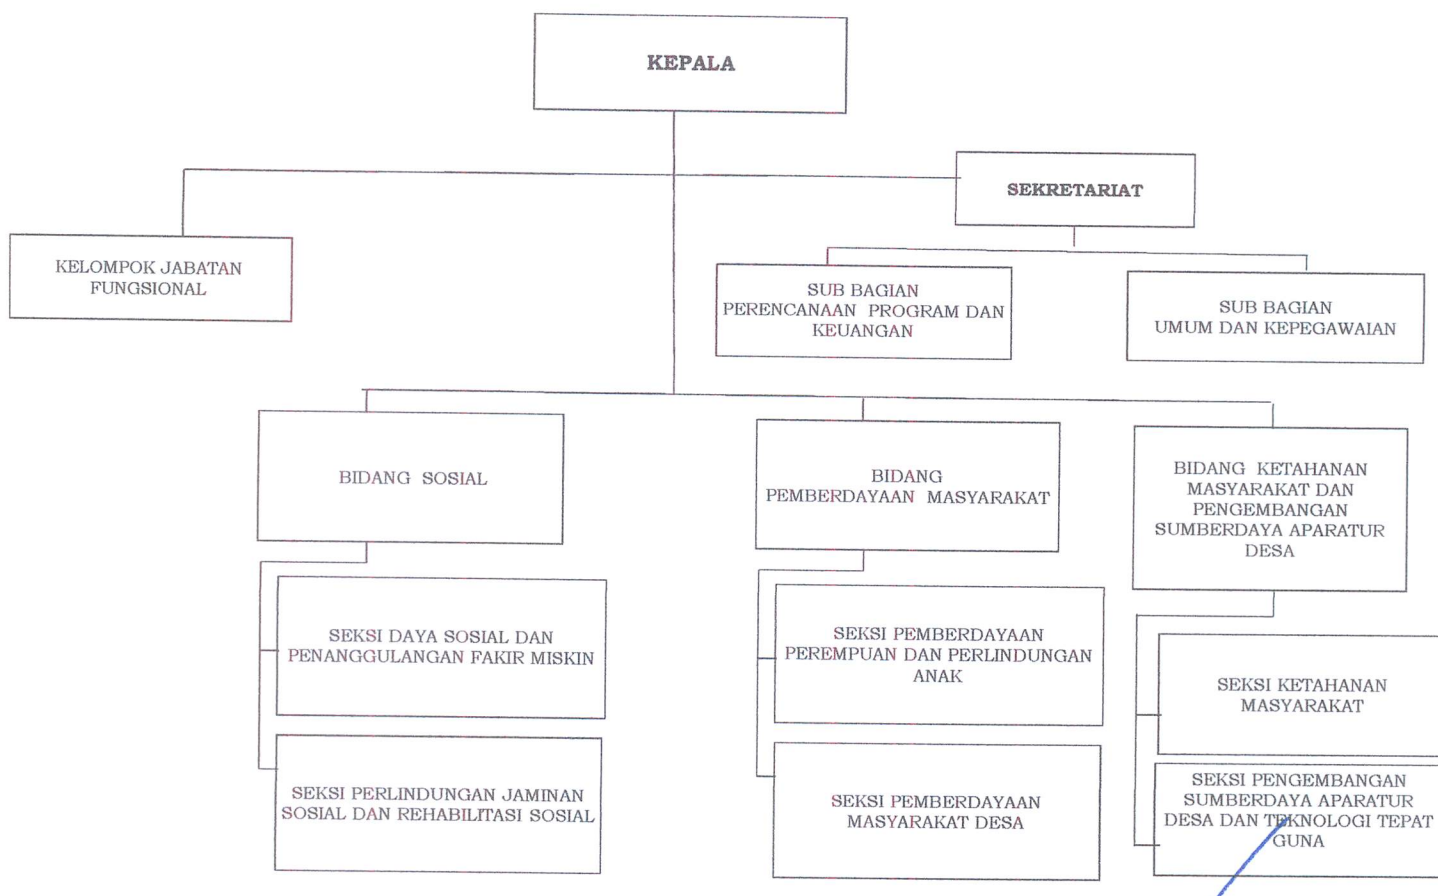 KEPALA
SEKRETARIAT
KELOMPOK JABATAN
FUNGSIONAL
SUB BAGIAN
PERENCANAAN PROGRAM DAN
KEUANGAN
SUB BAGIAN
UMUM DAN KEPEGAWAIAN
BIDANG SOSIAL
BIDANG
PEMBERDAYAAN MASYARAKAT
BIDANG KETAHANAN
MASYARAKAT DAN
PENGEMBANGAN
SUMBERDAYA APARATUR
DESA
SEKSI DAYA SOSIAL DAN
PENANGGULANGAN FAKIR MISKIN
SEKSI PEMBERDAYAAN
PEREMPUAN DAN PERLINDUNGAN
ANAK
SEKSI KETAHANAN
MASYARAKAT
SEKSI PERLINDUNGAN JAMINAN
SOSIAL DAN REHABILITASI SOSIAL
SEKSI PEMBERDAYAAN
MASYARAKAT DESA
SEKSI PENGEMBANGAN
SUMBERDAYA APARATUR
DESA DAN TEKNOLOGI TEPAT
GUNA